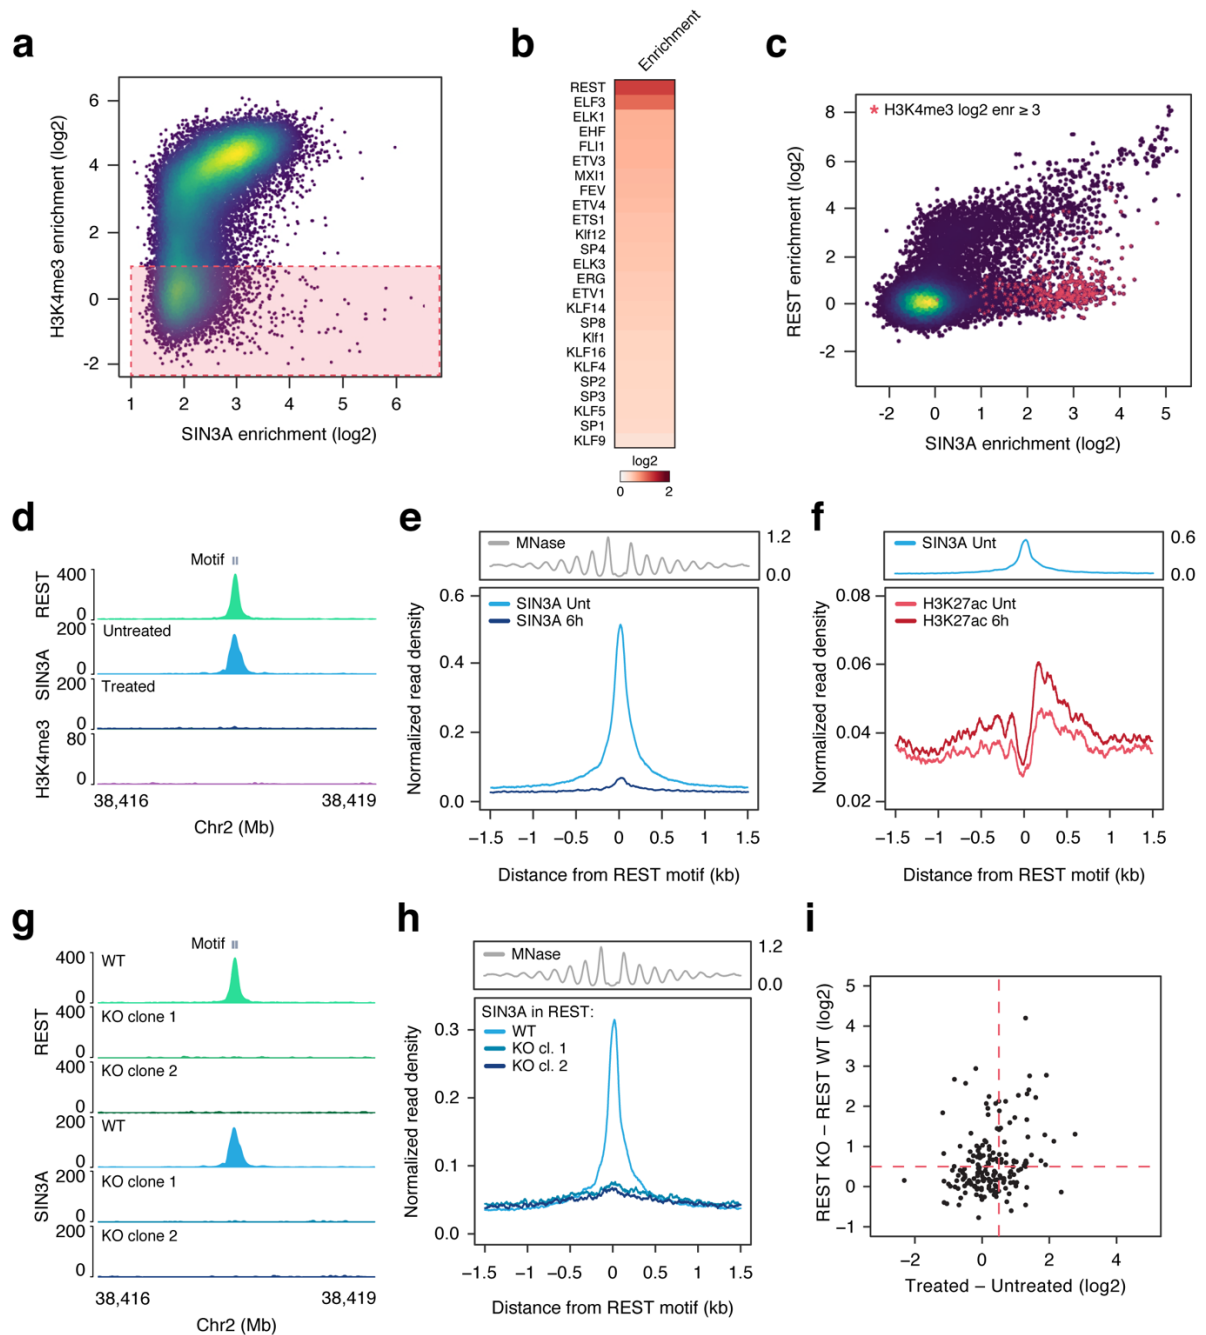 a
H3K4me3 enrichment (log2)
6
4
2
0
-2
1 2 3 4 5 6
SIN3A enrichment (log2)
b
Enrichment
REST
ELF3
ELK1
EHF
FLI1
ETV3
MXI1
FEV
ETV4
ETS1
Klf12
SP4
ELK3
ERG
ETV1
KLF14
SP8
Klf1
KLF16
KLF4
SP2
SP3
KLF5
SP1
KLF9
log2
0 2
c
* H3K4me3 log2 enr ≥ 3
REST enrichment (log2)
8
6
4
2
0
-2
-2 0 1 2 3 4 5
SIN3A enrichment (log2)
d
Motif
REST
400
0
SIN3A
Untreated
200
0
Treated
200
0
H3K4me3
80
0
38,416 38,419
Chr2 (Mb)
e
MNase
1.2
0.0
SIN3A Unt
SIN3A 6h
Normalized read density
0.6
0.4
0.2
0.0
−1.5 −1 −0.5 0 0.5 1 1.5
Distance from REST motif (kb)
f
SIN3A Unt
0.6
0.0
H3K27ac Unt
H3K27ac 6h
Normalized read density
0.08
0.06
0.04
0.02
−1.5 −1 −0.5 0 0.5 1 1.5
Distance from REST motif (kb)
g
Motif
REST
WT
400
0
KO clone 1
400
0
KO clone 2
400
0
SIN3A
WT
200
0
KO clone 1
200
0
KO clone 2
200
0
38,416 38,419
Chr2 (Mb)
h
MNase
1.2
0.0
SIN3A in REST:
WT
KO cl. 1
KO cl. 2
Normalized read density
0.3
0.2
0.1
0.0
−1.5 −1 −0.5 0 0.5 1 1.5
Distance from REST motif (kb)
i
REST KO – REST WT (log2)
5
4
3
2
1
0
−1
−2 0 2 4
Treated – Untreated (log2)